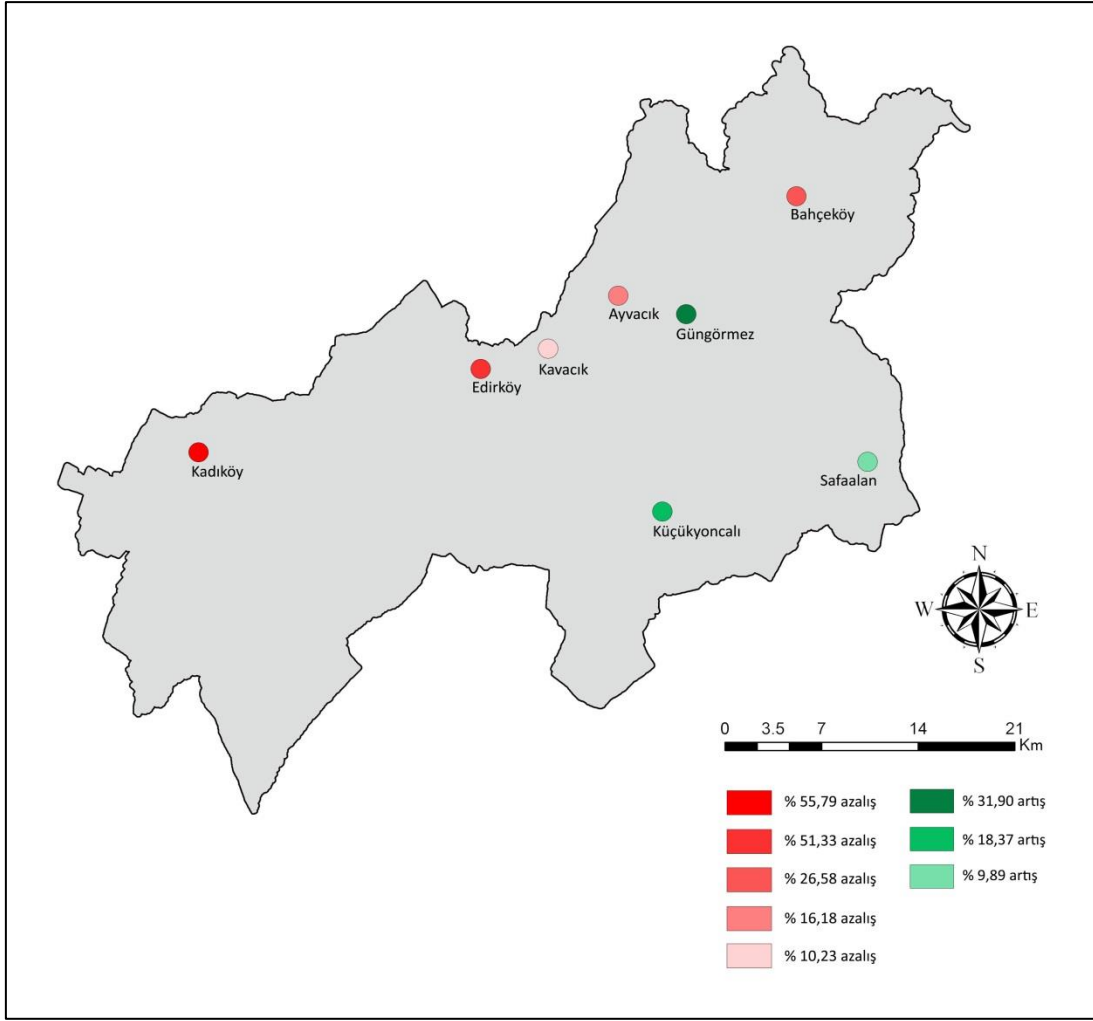 Bahçeköy
Ayvacık
Güngörmez
Kavacık
Edirköy
Kadıköy
Safaalan
Küçükyoncalı
N
W E
S
0 3.5 7 14 21
Km
% 55,79 azalış
% 51,33 azalış
% 26,58 azalış
% 16,18 azalış
% 10,23 azalış
% 31,90 artış
% 18,37 artış
% 9,89 artış